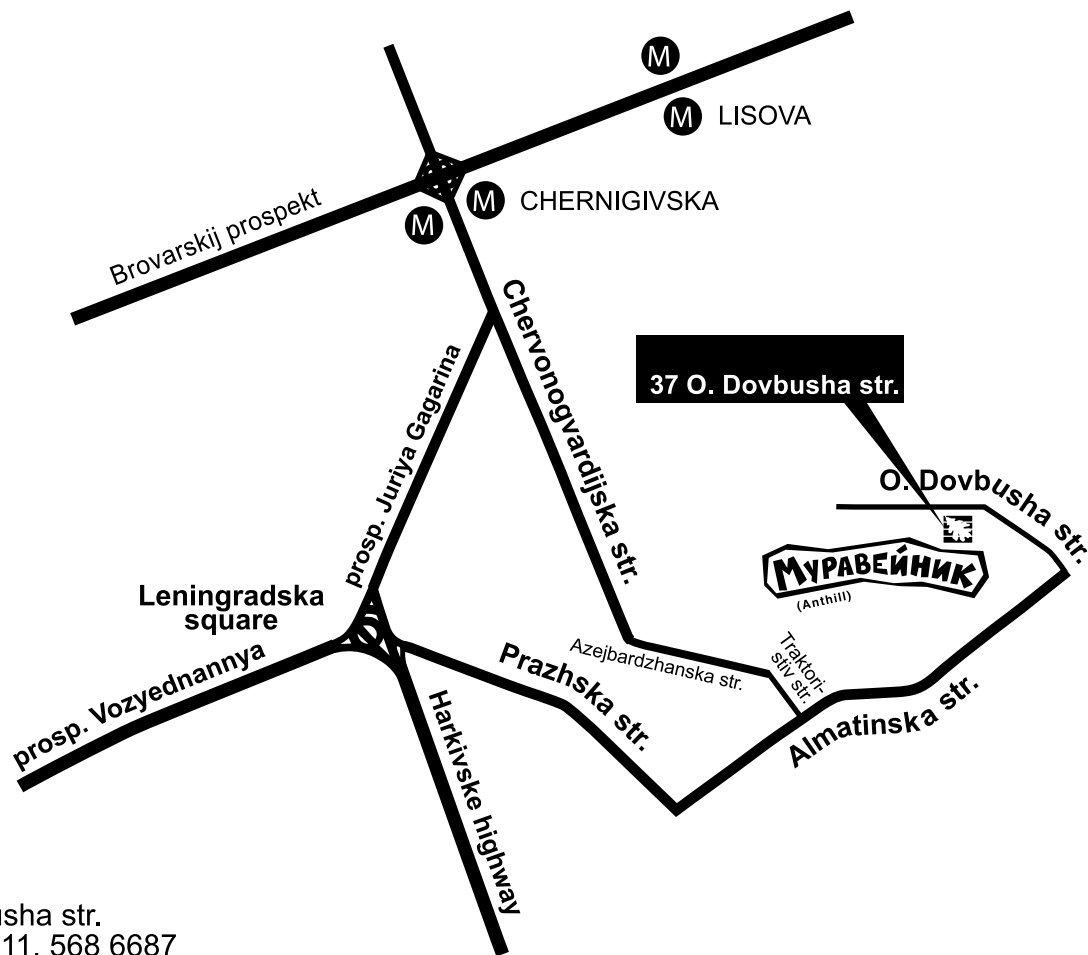 M
M LISOVA
M CHERNIGIVSKA
M
Brovarskij prospekt
Chervonogvardijska str.
prosp. Juriya Gagarina
37 O. Dovbusha str.
O. Dovbusha str.
МУРАВЕЙНИК
(Anthill)
Leningradska
square
prosp. Vozyednannya
Prazhska str.
Azejbardzhanska str.
Traktori-
stiv str.
Almatinska str.
Harkivske highway
usha str.
11, 568 6687